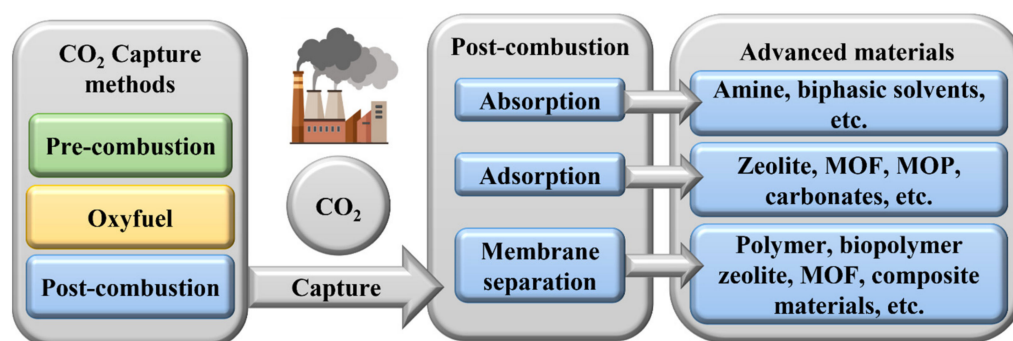 CO₂ Capture
methods
Pre-combustion
Oxyfuel
Post-combustion
CO₂
Capture
Post-combustion
Absorption
Adsorption
Membrane
separation
Advanced materials
Amine, biphasic solvents,
etc.
Zeolite, MOF, MOP,
carbonates, etc.
Polymer, biopolymer
zeolite, MOF, composite
materials, etc.